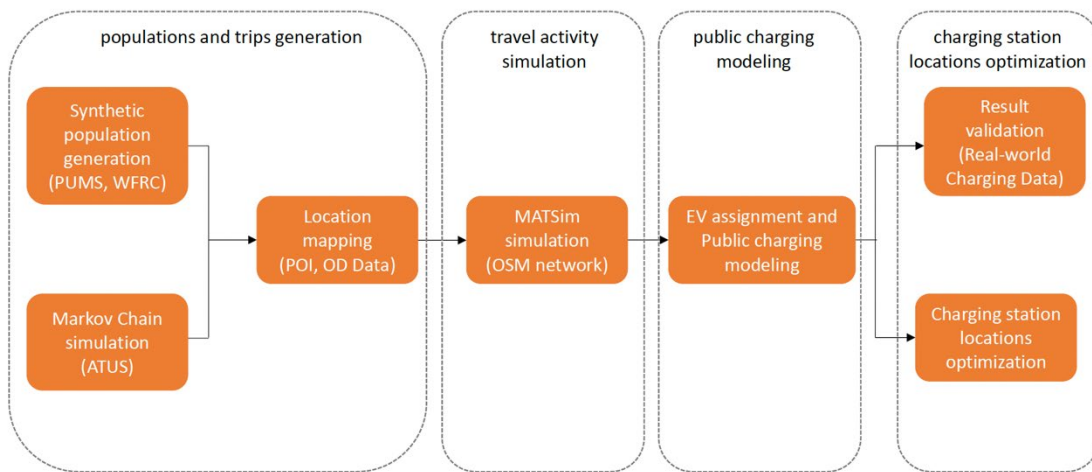 populations and trips generation
travel activity
simulation
public charging
modeling
charging station
locations optimization
Synthetic
population
generation
(PUMS, WFRC)
Markov Chain
simulation
(ATUS)
Location
mapping
(POI, OD Data)
MATSim
simulation
(OSM network)
EV assignment and
Public charging
modeling
Result
validation
(Real-world
Charging Data)
Charging station
locations
optimization